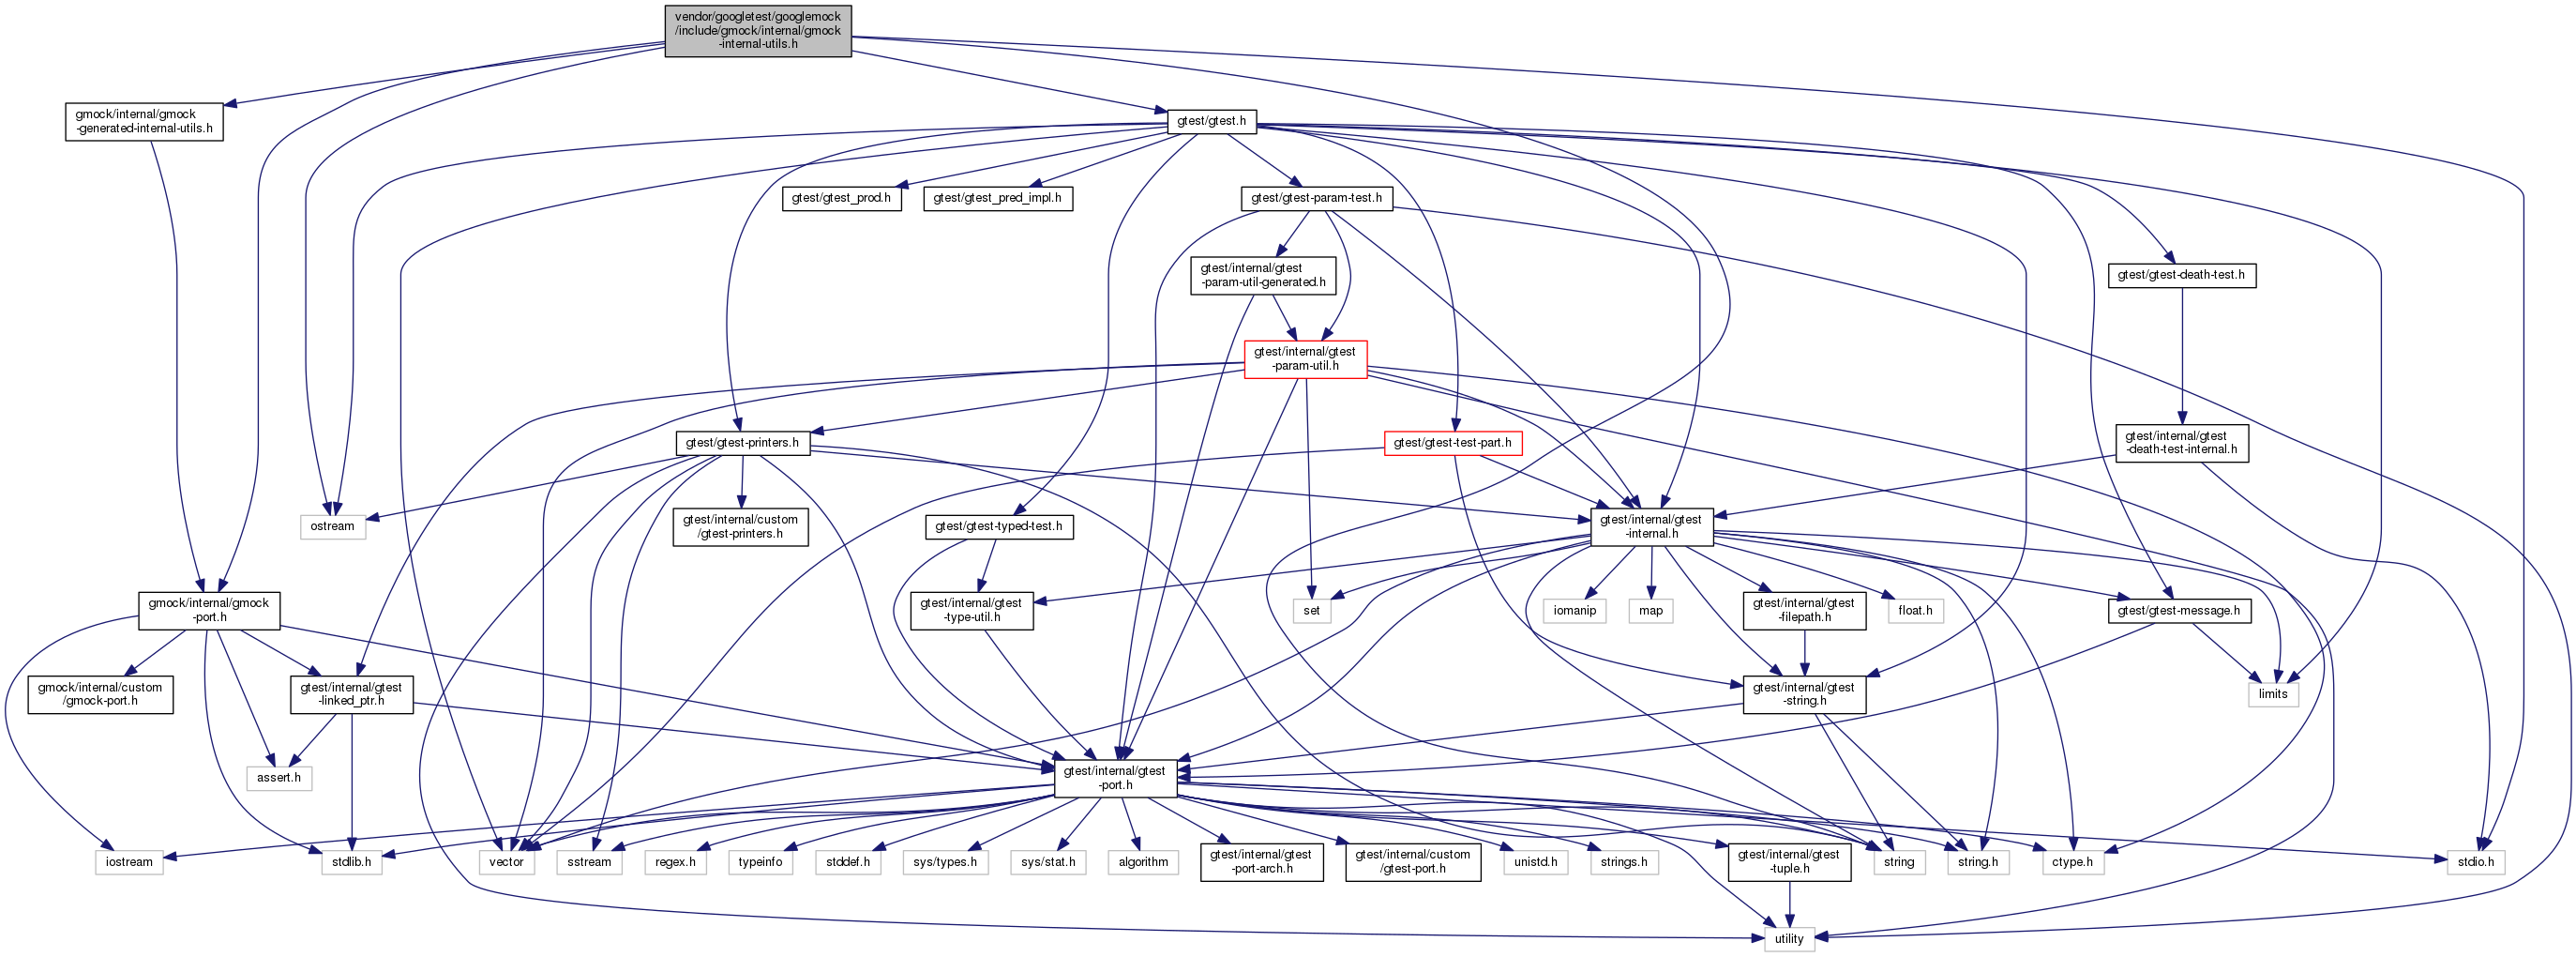 vendor/googletest/googlemock
/include/gmock/internal/gmock
-internal-utils.h
gmock/internal/gmock
-generated-internal-utils.h
gtest/gtest.h
gtest/gtest_prod.h
gtest/gtest_pred_impl.h
gtest/gtest-param-test.h
gtest/internal/gtest
-param-util-generated.h
gtest/gtest-death-test.h
gtest/internal/gtest
-param-util.h
gtest/gtest-printers.h
gtest/gtest-test-part.h
gtest/internal/gtest
-death-test-internal.h
ostream
gtest/internal/custom
/gtest-printers.h
gtest/gtest-typed-test.h
gtest/internal/gtest
-internal.h
gmock/internal/gmock
-port.h
gtest/internal/gtest
-type-util.h
set
iomanip
map
gtest/internal/gtest
-filepath.h
float.h
gtest/gtest-message.h
gmock/internal/custom
/gmock-port.h
gtest/internal/gtest
-linked_ptr.h
gtest/internal/gtest
-string.h
limits
assert.h
gtest/internal/gtest
-port.h
iostream
stdlib.h
vector
sstream
regex.h
typeinfo
stddef.h
sys/types.h
sys/stat.h
algorithm
gtest/internal/gtest
-port-arch.h
gtest/internal/custom
/gtest-port.h
unistd.h
strings.h
gtest/internal/gtest
-tuple.h
string
string.h
ctype.h
stdio.h
utility